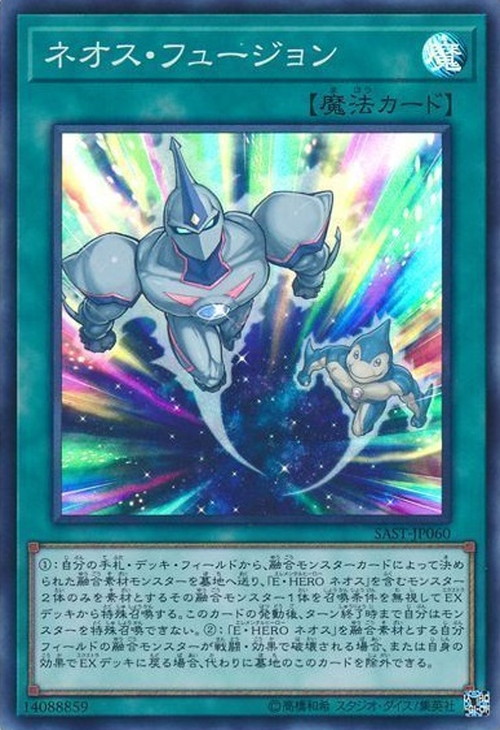 ネオス・フュージョン
魔
【魔法カード】
SAST-JP060
①:自分の手札・デッキ・フィールドから、融合モンスターカードによって決め
られた融合素材モンスターを墓地へ送り、「E・HERO ネオス」を含むモンスター
2体のみを素材とするその融合モンスター1体を召喚条件を無視してEX
デッキから特殊召喚する。このカードの発動後、ターン終了時まで自分はモン
スターを特殊召喚できない。②:「E・HERO ネオス」を融合素材とする自分
フィールドの融合モンスターが戦闘・効果で破壊される場合、または自身の
効果でEXデッキに戻る場合、代わりに墓地のこのカードを除外できる。
14088859
©高橋和希 スタジオ・ダイス/集英社